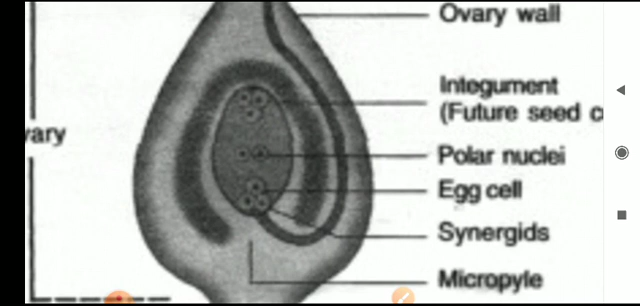 Ovary wall
Integument
(Future seed c
vary
Polar nuclei
Egg cell
Synergids
Micropyle